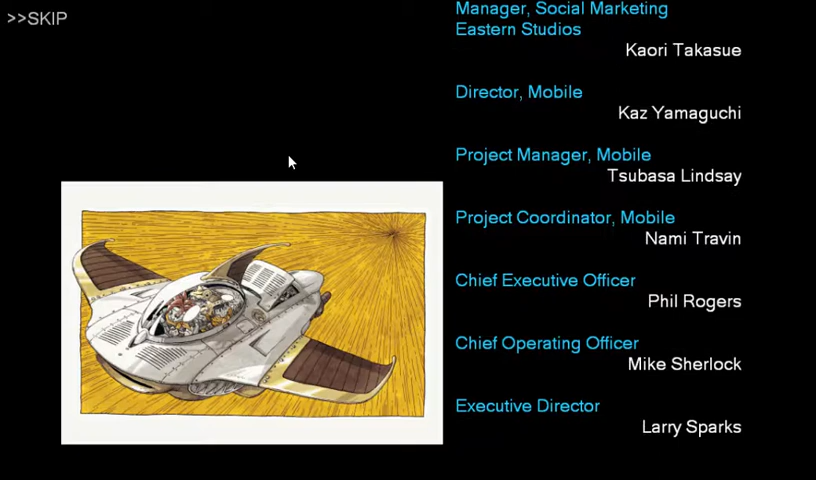 >>SKIP
Manager, Social Marketing
Eastern Studios
Kaori Takasue
Director, Mobile
Kaz Yamaguchi
Project Manager, Mobile
Tsubasa Lindsay
Project Coordinator, Mobile
Nami Travin
Chief Executive Officer
Phil Rogers
Chief Operating Officer
Mike Sherlock
Executive Director
Larry Sparks